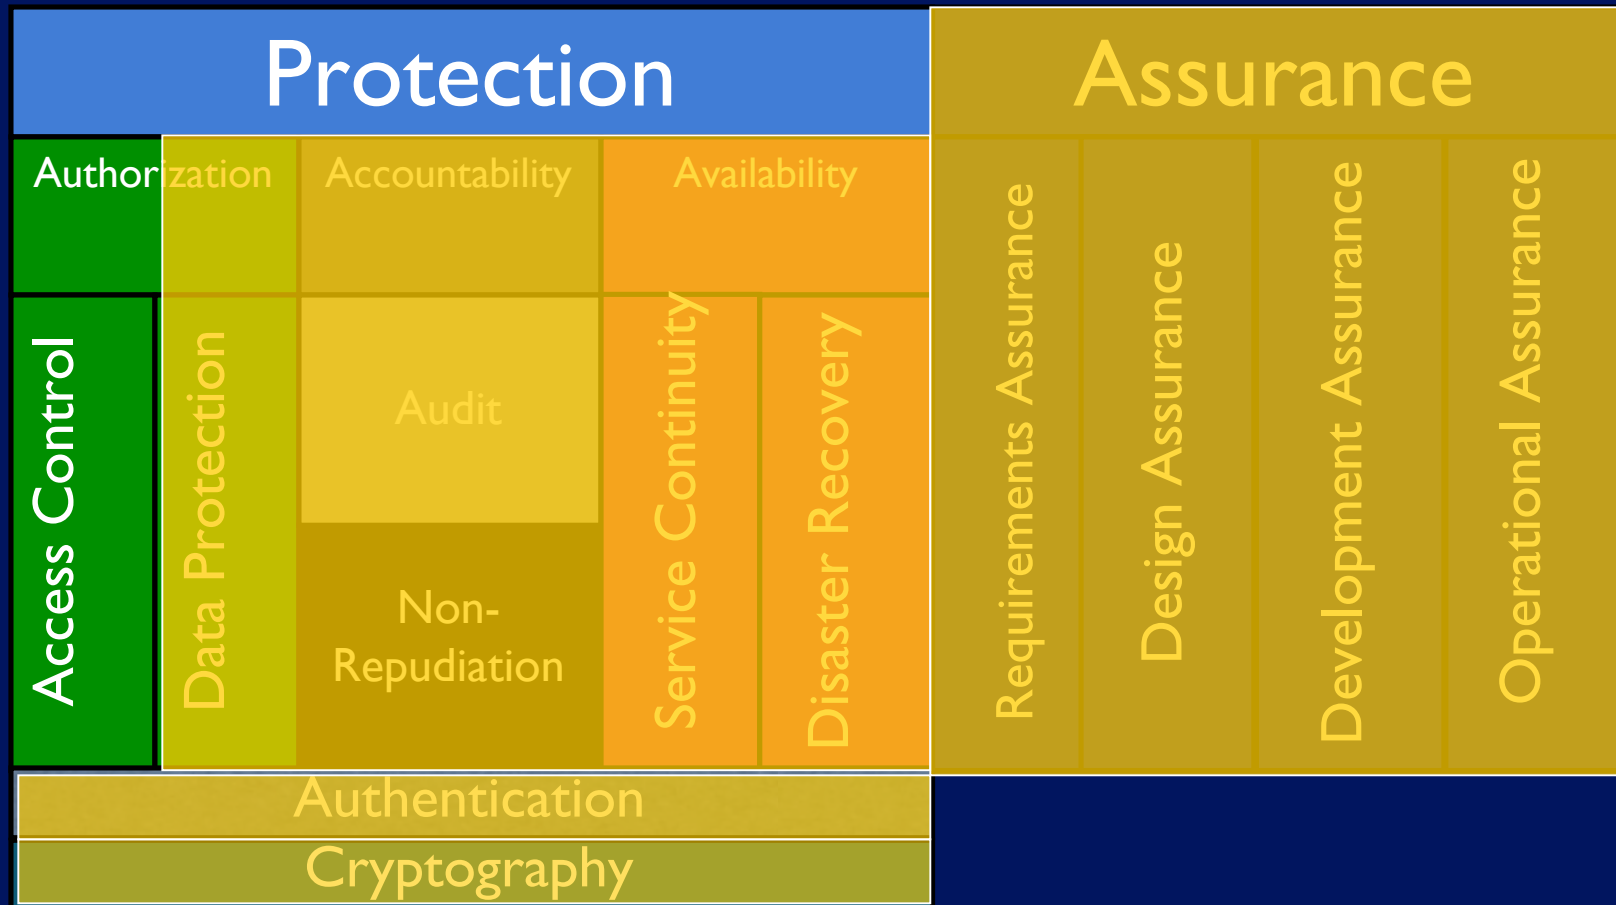 Protection
Assurance
Authorization
Accountability
Availability
Access Control
Data Protection
Audit
Non-
Repudiation
Service Continuity
Disaster Recovery
Requirements Assurance
Design Assurance
Development Assurance
Operational Assurance
Authentication
Cryptography